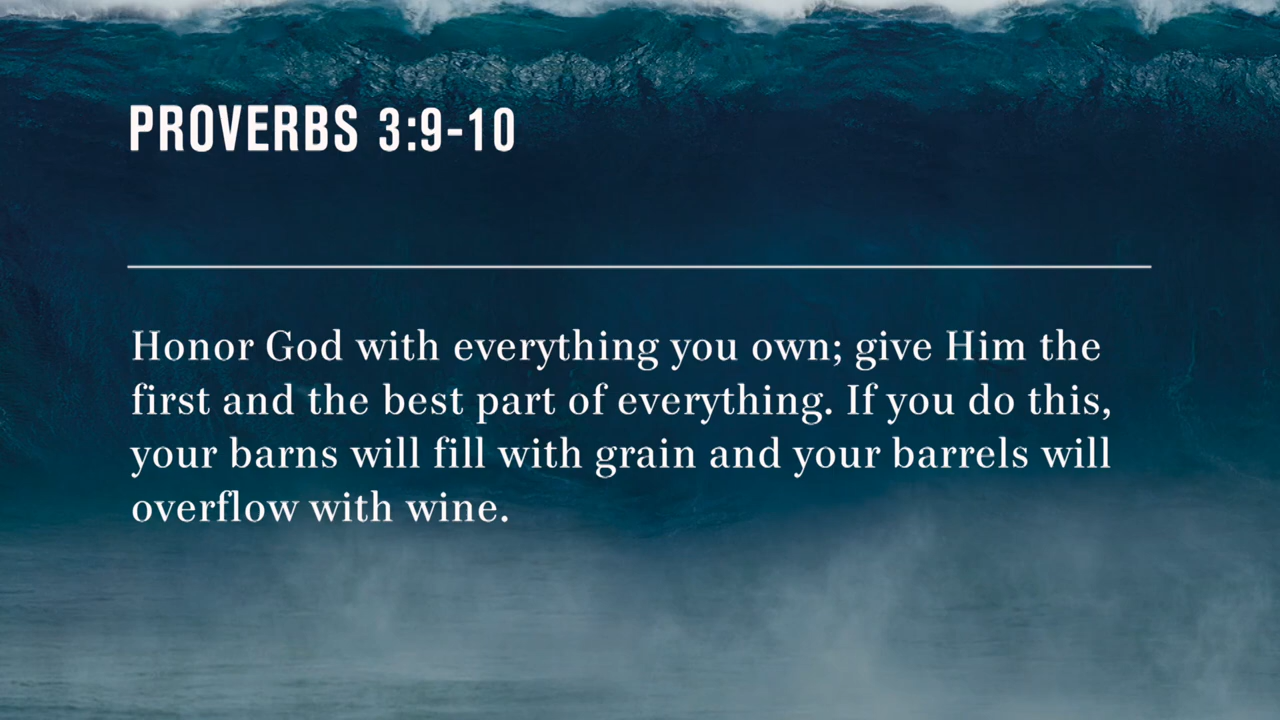 PROVERBS 3:9-10
Honor God with everything you own; give Him the
first and the best part of everything. If you do this,
your barns will fill with grain and your barrels will
overflow with wine.